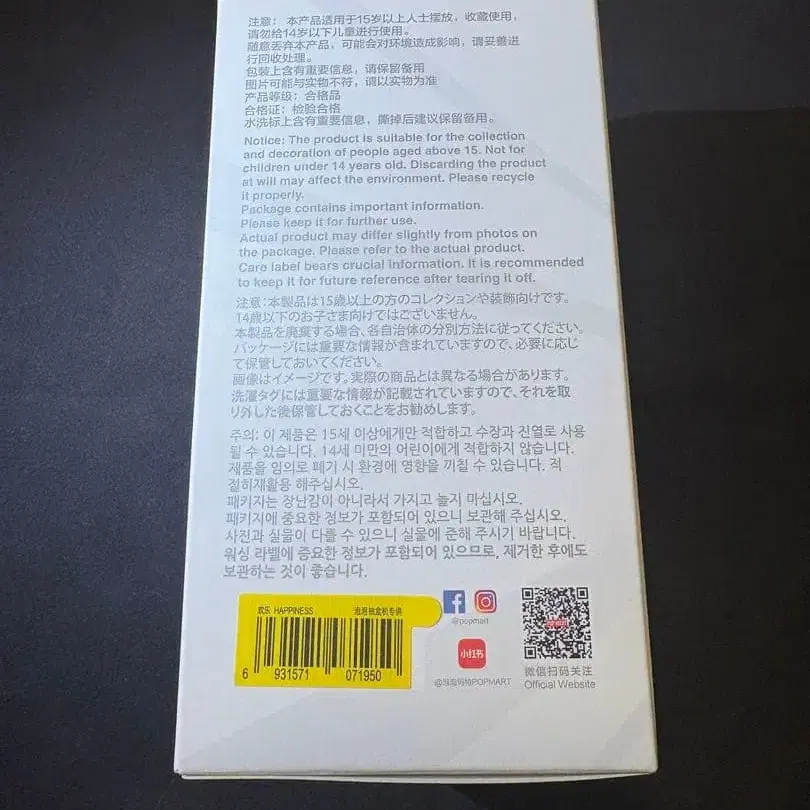 注意：本产品适用于15岁以上人士摆放，收藏使用，
请勿给14岁以下儿童进行使用。
随意丢弃本产品，可能会对环境造成影响，请妥善进
行回收处理。
包装上含有重要信息，请保留备用
图片可能与实物不符，请以实物为准
产品等级：合格品
合格证：检验合格
水洗标上含有重要信息，撕掉后建议保留备用。
Notice: The product is suitable for the collection
and decoration of people aged above 15. Not for
children under 14 years old. Discarding the product
at will may affect the environment. Please recycle
it properly.
Package contains important information.
Please keep it for further use.
Actual product may differ slightly from photos on
the package. Please refer to the actual product.
Care label bears crucial information. It is recommended
to keep it for future reference after tearing it off.
注意：本製品は15歳以上の方のコレクションや装飾向けです。
14歳以下のお子さま向けではございません。
本製品を廃棄する場合、各自治体の分別方法に従ってください。
パッケージには重要な情報が含まれていますので、必要に応じ
て保管しておいてください。
画像はイメージです。実際の商品とは異なる場合があります。
洗濯タグには重要な情報が記載されていますので、それを取
り外した後保管しておくことをお勧めします。
주의: 이 제품은 15세 이상에게만 적합하고 수장과 진열로 사용
될 수 있습니다. 14세 미만의 어린이에게 적합하지 않습니다.
제품을 임의로 폐기 시 환경에 영향을 끼칠 수 있습니다. 적
절히재활용 해주십시오.
패키지는 장난감이 아니라서 가지고 놀지 마십시오.
패키지에 중요한 정보가 포함되어 있으니 보관해 주십시오.
사진과 실물이 다를 수 있으니 실물에 준해 주시기 바랍니다.
워싱 라벨에 중요한 정보가 포함되어 있으므로, 제거한 후에도
보관하는 것이 좋습니다.
欢乐 HAPPINESS 泡泡抽盒机专供
6 931571 071950
@popmart
小红书
@泡泡玛特POPMART
POP MART
微信扫码关注
Official Website